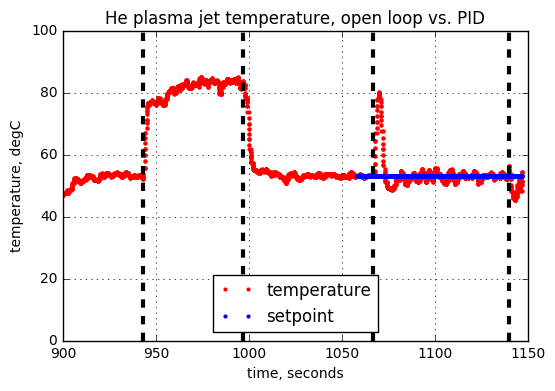 He plasma jet temperature, open loop vs. PID
100
80
60
40
20
0
temperature, degC
temperature
setpoint
900 950 1000 1050 1100 1150
time, seconds